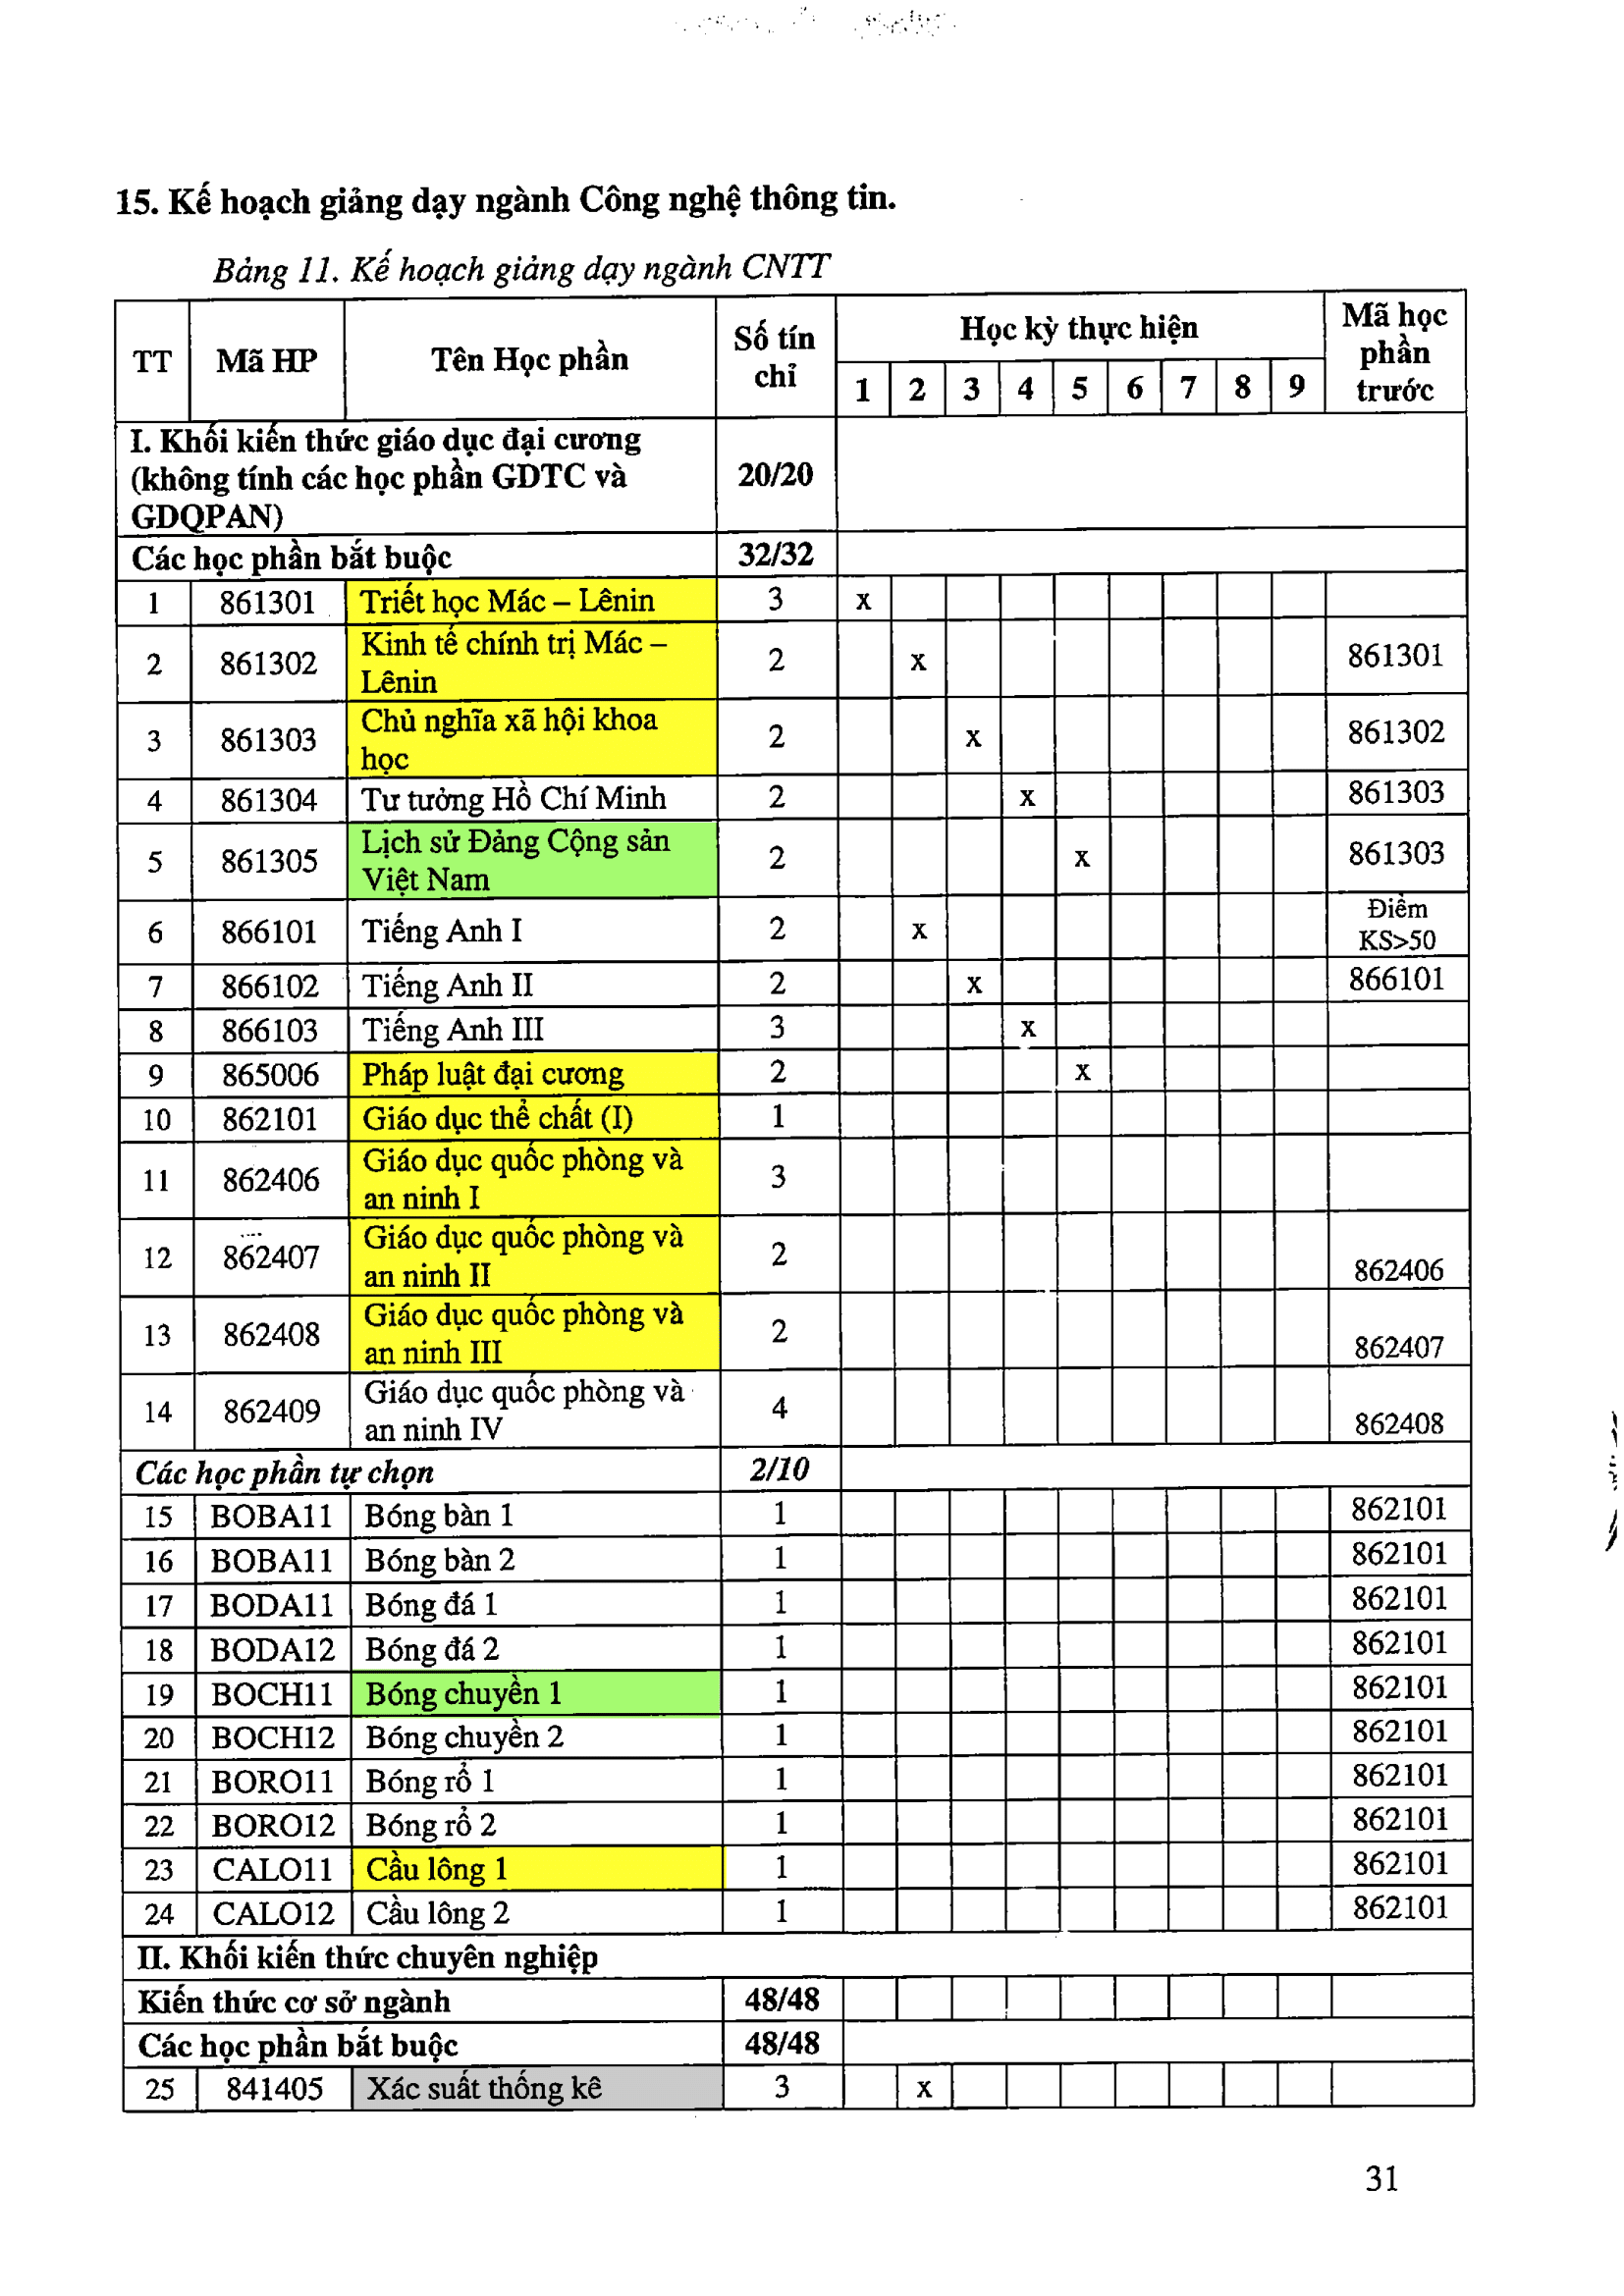 15. Kế hoạch giảng dạy ngành Công nghệ thông tin.
Bảng 11. Kế hoạch giảng dạy ngành CNTT
TT Mã HP Tên Học phần Số tín chỉ Học kỳ thực hiện Mã học phần trước
1 2 3 4 5 6 7 8 9
I. Khối kiến thức giáo dục đại cương
(không tính các học phần GDTC và 20/20
GDQPAN)
Các học phần bắt buộc 32/32
1 861301 Triết học Mác – Lênin 3 x
2 861302 Kinh tế chính trị Mác – Lênin 2 x 861301
3 861303 Chủ nghĩa xã hội khoa học 2 x 861302
4 861304 Tư tưởng Hồ Chí Minh 2 x 861303
5 861305 Lịch sử Đảng Cộng sản Việt Nam 2 x 861303
6 866101 Tiếng Anh I 2 x Điểm KS>50
7 866102 Tiếng Anh II 2 x 866101
8 866103 Tiếng Anh III 3 x
9 865006 Pháp luật đại cương 2 x
10 862101 Giáo dục thể chất (I) 1
11 862406 Giáo dục quốc phòng và an ninh I 3
12 862407 Giáo dục quốc phòng và an ninh II 2 862406
13 862408 Giáo dục quốc phòng và an ninh III 2 862407
14 862409 Giáo dục quốc phòng và an ninh IV 4 862408
Các học phần tự chọn 2/10
15 BOBA11 Bóng bàn 1 1 862101
16 BOBA11 Bóng bàn 2 1 862101
17 BODA11 Bóng đá 1 1 862101
18 BODA12 Bóng đá 2 1 862101
19 BOCH11 Bóng chuyền 1 1 862101
20 BOCH12 Bóng chuyền 2 1 862101
21 BORO11 Bóng rổ 1 1 862101
22 BORO12 Bóng rổ 2 1 862101
23 CALO11 Cầu lông 1 1 862101
24 CALO12 Cầu lông 2 1 862101
II. Khối kiến thức chuyên nghiệp
Kiến thức cơ sở ngành 48/48
Các học phần bắt buộc 48/48
25 841405 Xác suất thống kê 3 x
31